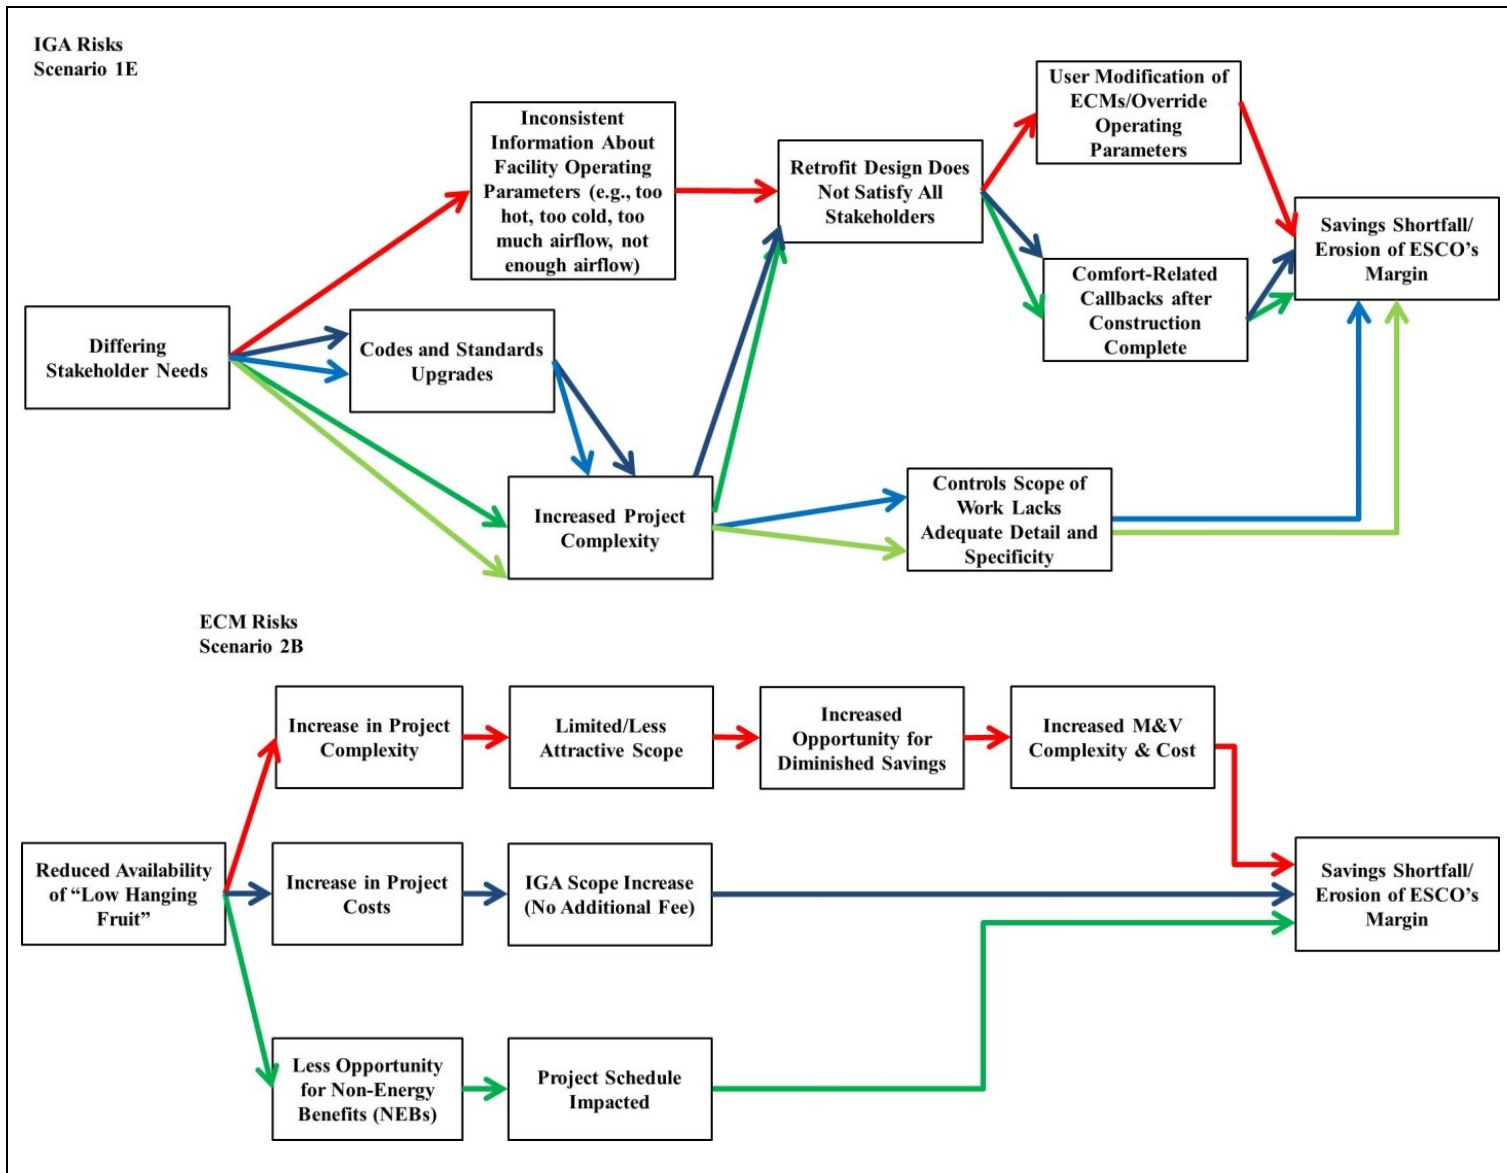 IGA Risks
Scenario 1E
Inconsistent
Information About
Facility Operating
Parameters (e.g., too
hot, too cold, too
much airflow, not
enough airflow)
User Modification of
ECMs/Override
Operating
Parameters
Retrofit Design Does
Not Satisfy All
Stakeholders
Savings Shortfall/
Erosion of ESCO's
Margin
Comfort-Related
Callbacks after
Construction
Complete
Differing
Stakeholder Needs
Codes and Standards
Upgrades
Increased Project
Complexity
Controls Scope of
Work Lacks
Adequate Detail and
Specificity
ECM Risks
Scenario 2B
Increase in Project
Complexity
Limited/Less
Attractive Scope
Increased
Opportunity for
Diminished Savings
Increased M&V
Complexity & Cost
Reduced Availability
of “Low Hanging
Fruit”
Increase in Project
Costs
IGA Scope Increase
(No Additional Fee)
Savings Shortfall/
Erosion of ESCO’s
Margin
Less Opportunity
for Non-Energy
Benefits (NEBs)
Project Schedule
Impacted